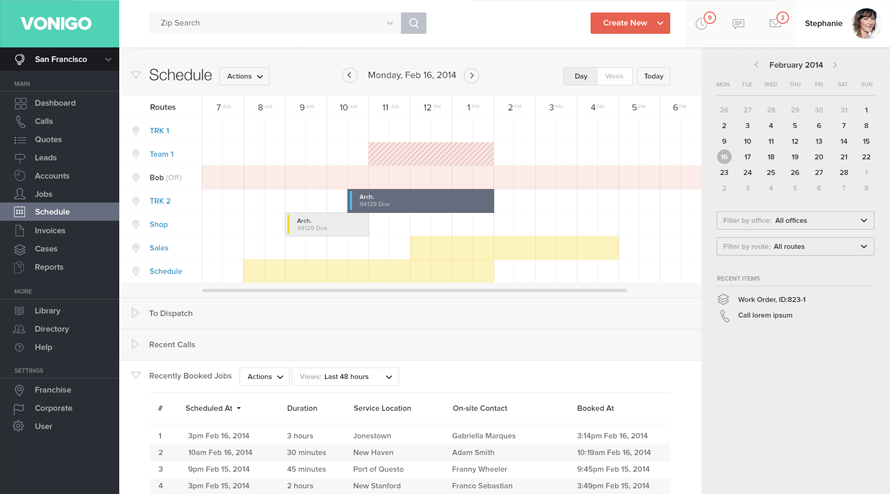 VONIGO
Zip Search
Create New
9
2
Stephanie
San Francisco
MAIN
Dashboard
Calls
Quotes
Leads
Accounts
Jobs
Schedule
Invoices
Cases
Reports
MORE
Library
Directory
Help
SETTINGS
Franchise
Corporate
User
Schedule
Actions
Monday, Feb 16, 2014
Day Week Today
Routes 7 AM 8 AM 9 AM 10 AM 11 AM 12 PM 1 PM 2 PM 3 PM 4 PM 5 PM 6 PM
TRK 1
Team 1
Bob (Off)
TRK 2
Arch.
94129 Doe
Shop
Arch.
94129 Doe
Sales
Schedule
To Dispatch
Recent Calls
Recently Booked Jobs Actions Views: Last 48 hours
# Scheduled At Duration Service Location On-site Contact Booked At
1 3pm Feb 16, 2014 3 hours Jonestown Gabriella Marques 3:14pm Feb 16, 2014
2 10am Feb 16, 2014 30 minutes New Haven Adam Smith 10:19am Feb 16, 2014
3 9pm Feb 15, 2014 45 minutes Port of Questo Franny Wheeler 9:45pm Feb 15, 2014
4 3pm Feb 15, 2014 2 hours New Stanford Franco Sebastian 3:49pm Feb 15, 2014
February 2014
MON TUE WED THU FRI SAT SUN
26 27 28 29 30 31 1
2 3 4 5 6 7 8
9 10 11 12 13 14 15
16 17 18 19 20 21 22
23 24 25 26 27 28 1
2 3 4 5 6 7 8
Filter by office: All offices
Filter by route: All routes
RECENT ITEMS
Work Order, ID:823-1
Call lorem ipsum